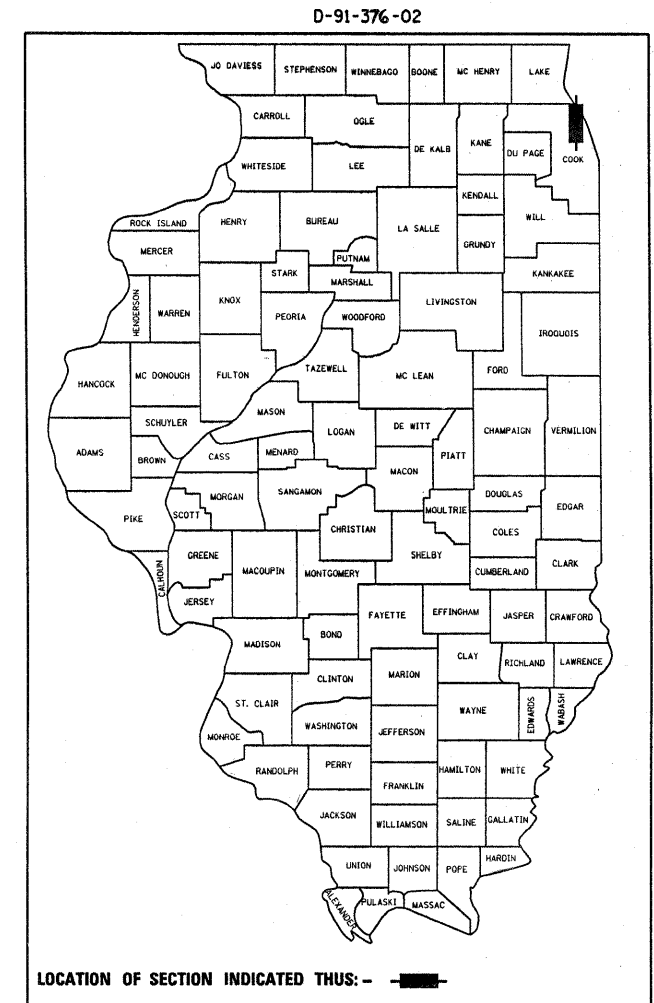 D-91-376-02
JO DAVIESS
STEPHENSON
WINNEBAGO
BOONE
MC HENRY
LAKE
CARROLL
OGLE
DE KALB
KANE
DU PAGE
COOK
WHITESIDE
LEE
KENDALL
ROCK ISLAND
HENRY
BUREAU
LA SALLE
WILL
MERCER
PUTNAM
GRUNDY
STARK
MARSHALL
KANKAKEE
HENDERSON
WARREN
KNOX
PEORIA
WOODFORD
LIVINGSTON
IROQUOIS
HANCOCK
MC DONOUGH
FULTON
TAZEWELL
MC LEAN
FORD
SCHUYLER
MASON
LOGAN
DE WITT
CHAMPAIGN
VERMILION
ADAMS
BROWN
CASS
MENARD
MACON
PIATT
PIKE
SCOTT
MORGAN
SANGAMON
CHRISTIAN
MOULTRIE
DOUGLAS
EDGAR
COLES
CALHOUN
GREENE
MACOUPIN
MONTGOMERY
SHELBY
CUMBERLAND
CLARK
JERSEY
FAYETTE
EFFINGHAM
JASPER
CRAWFORD
MADISON
BOND
CLAY
RICHLAND
LAWRENCE
CLINTON
MARION
ST. CLAIR
WAYNE
EDWARDS
WABASH
MONROE
WASHINGTON
JEFFERSON
RANDOLPH
PERRY
HAMILTON
WHITE
FRANKLIN
JACKSON
WILLIAMSON
SALINE
GALLATIN
UNION
JOHNSON
POPE
HARDIN
ALEXANDER
PULASKI
MASSAC
LOCATION OF SECTION INDICATED THUS: -